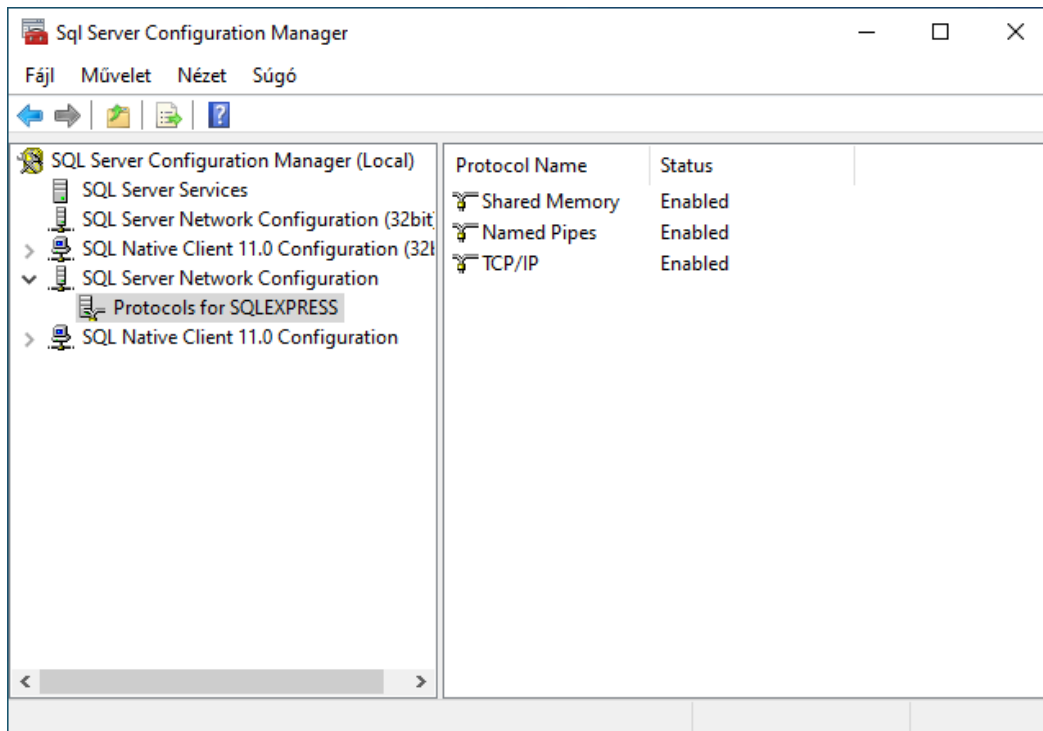 Sql Server Configuration Manager
Fájl Művelet Nézet Súgó
SQL Server Configuration Manager (Local)
SQL Server Services
SQL Server Network Configuration (32bit
SQL Native Client 11.0 Configuration (32b
SQL Server Network Configuration
Protocols for SQLEXPRESS
SQL Native Client 11.0 Configuration
Protocol Name Status
Shared Memory Enabled
Named Pipes Enabled
TCP/IP Enabled